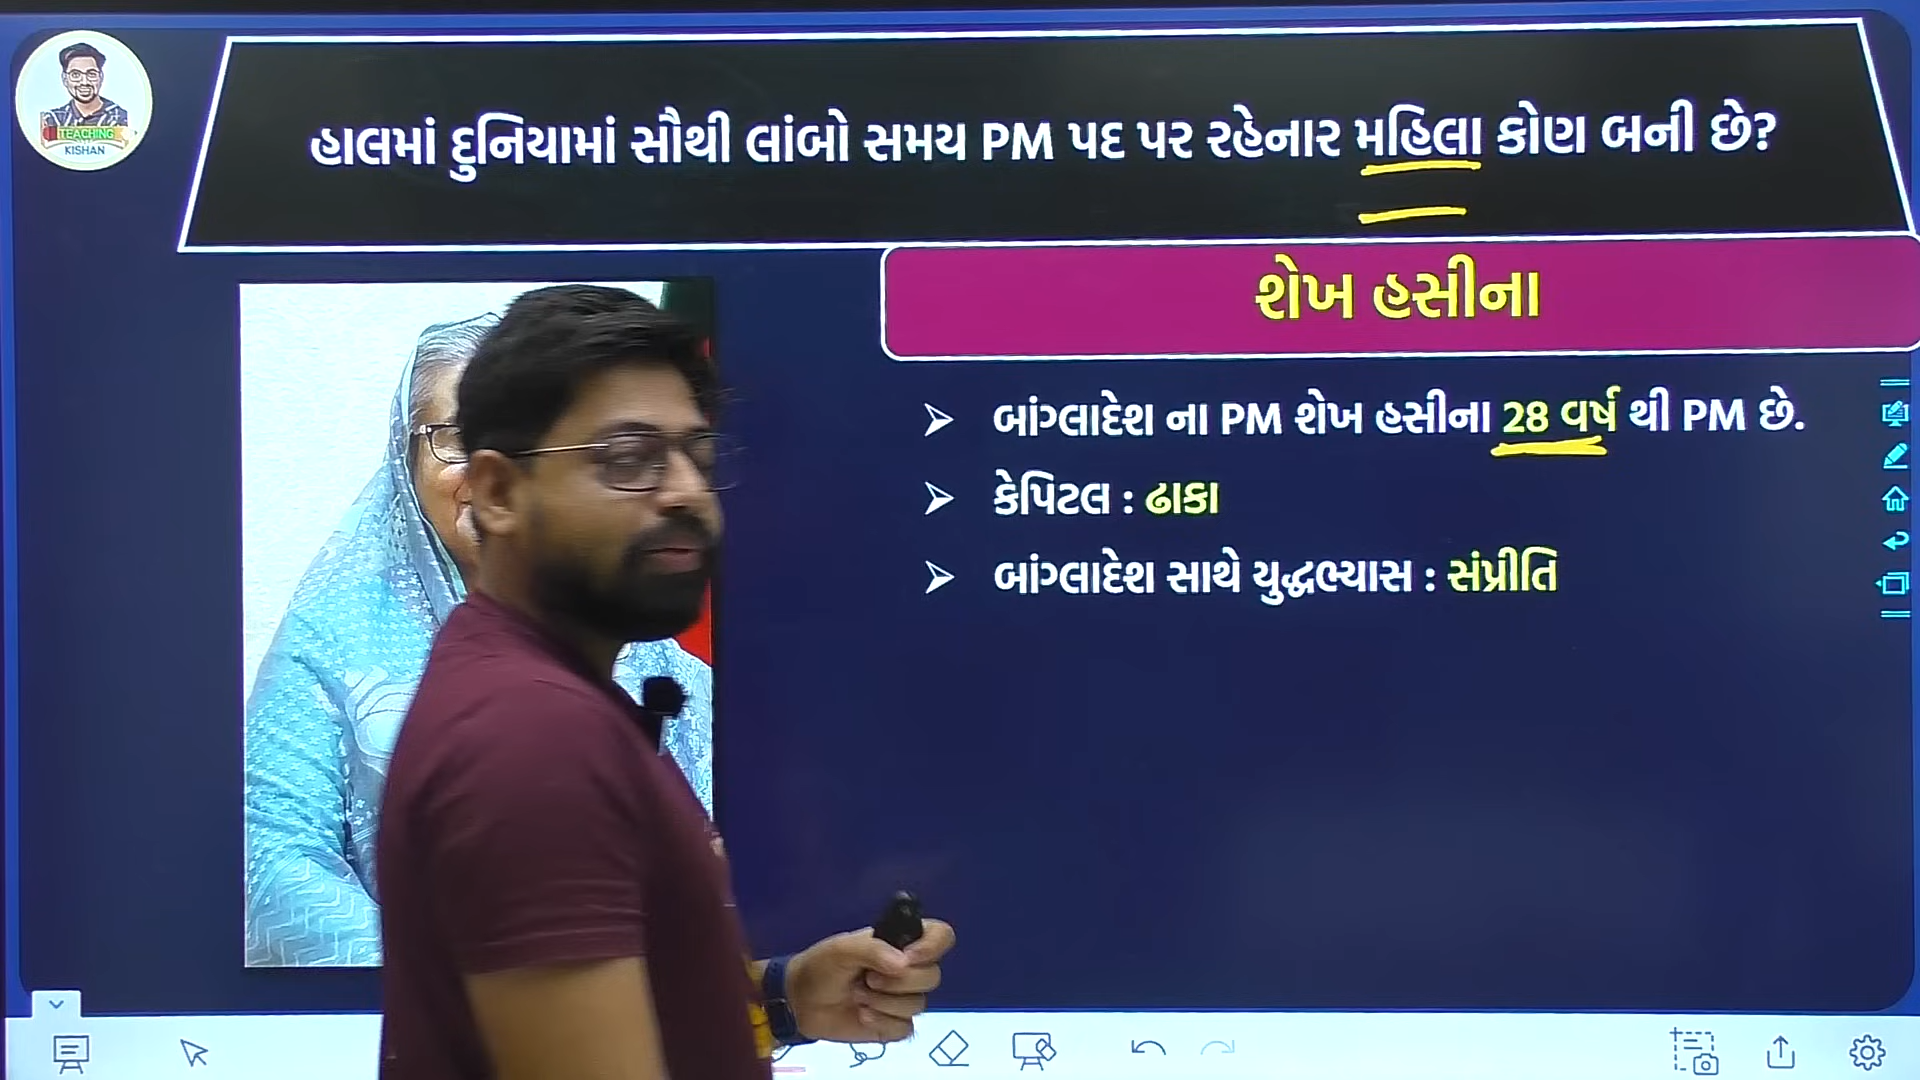 TEACHING
KISHAN
હાલમાં દુનિયામાં સૌથી લાંબો સમય PM પદ પર રહેનાર મહિલા કોણ બની છે?
શેખ હસીના
➢ બાંગ્લાદેશ ના PM શેખ હસીના 28 વર્ષ થી PM છે.
➢ કેપિટલ : ઢાકા
➢ બાંગ્લાદેશ સાથે યુદ્ધભ્યાસ : સંપ્રીતિ